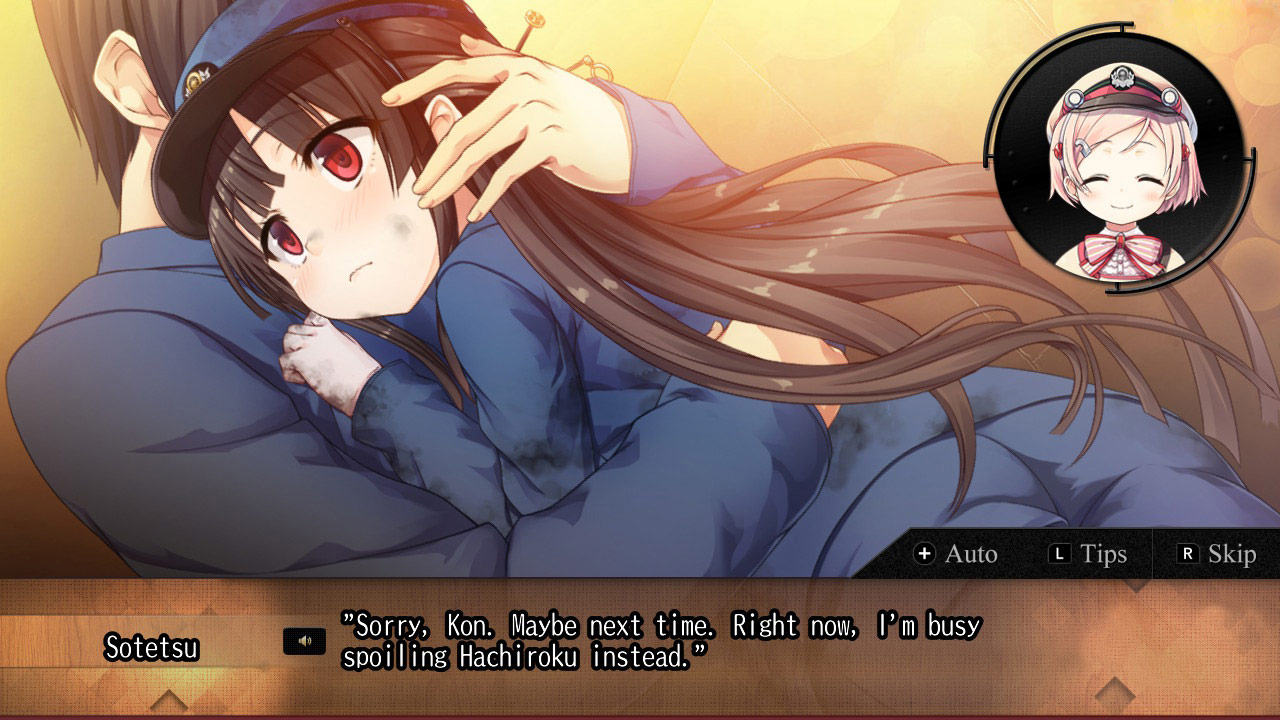 + Auto
L Tips
R Skip
Sotetsu
"Sorry, Kon. Maybe next time. Right now, I'm busy
spoiling Hachiroku instead."